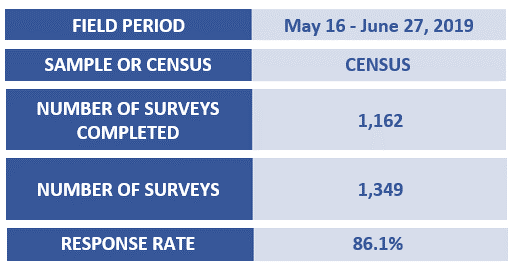 FIELD PERIOD May 16 - June 27, 2019
SAMPLE OR CENSUS CENSUS
NUMBER OF SURVEYS
COMPLETED
1,162
NUMBER OF SURVEYS 1,349
RESPONSE RATE 86.1%